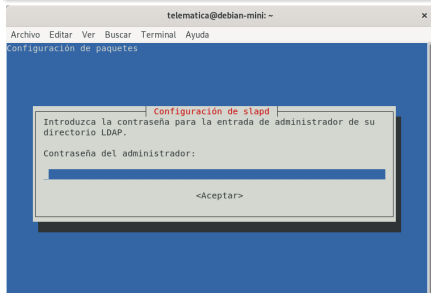 telematica@debian-mini: ~ ×
Archivo Editar Ver Buscar Terminal Ayuda
Configuración de paquetes
Configuración de slapd
Introduzca la contraseña para la entrada de administrador de su
directorio LDAP.
Contraseña del administrador:
<Aceptar>